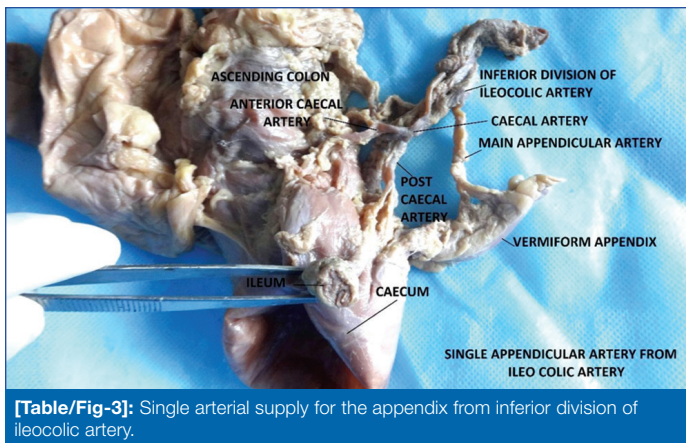 ASCENDING COLON
INFERIOR DIVISION OF
ILEOCOLIC ARTERY
ANTERIOR CAECAL
ARTERY
CAECAL ARTERY
MAIN APPENDICULAR ARTERY
POST
CAECAL
ARTERY
VERMIFORM APPENDIX
ILEUM
CAECUM
SINGLE APPENDICULAR ARTERY FROM
ILEO COLIC ARTERY
[Table/Fig-3]: Single arterial supply for the appendix from inferior division of
ileocolic artery.